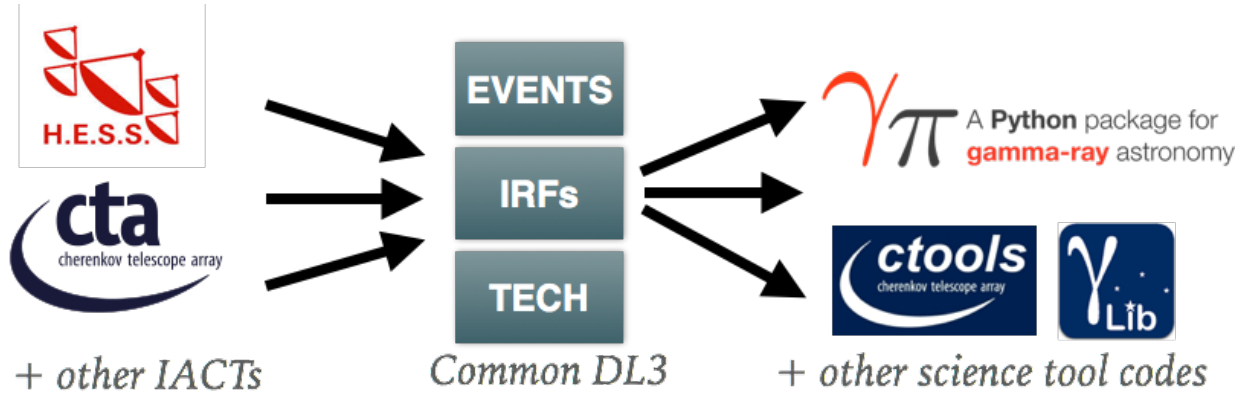 H.E.S.S.
cta
cherenkov telescope array
+ other IACTs
EVENTS
IRFs
TECH
Common DL3
γπ
A Python package for
gamma-ray astronomy
ctools
cherenkov telescope array
γ
Lib
+ other science tool codes